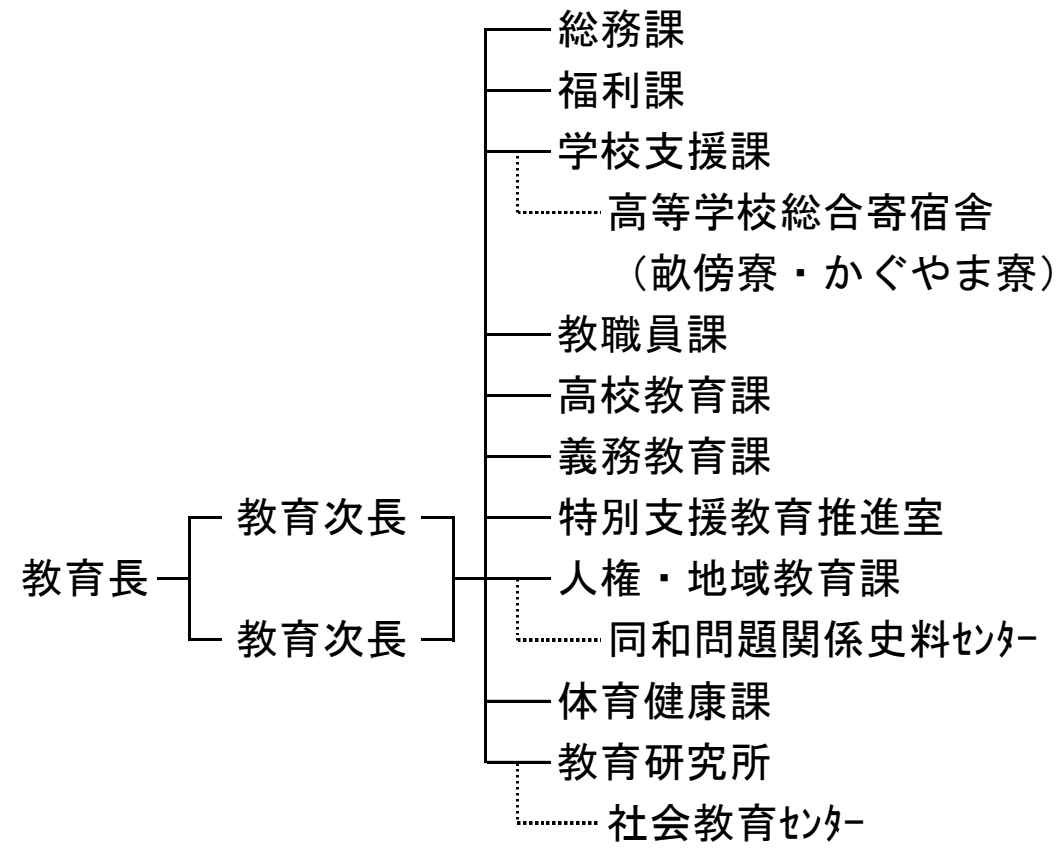 総務課
福利課
学校支援課
高等学校総合寄宿舎
（畝傍寮・かぐやま寮）
教職員課
高校教育課
義務教育課
教育次長 特別支援教育推進室
教育長 人権・地域教育課
教育次長 同和問題関係史料ｾﾝﾀｰ
体育健康課
教育研究所
社会教育ｾﾝﾀｰ